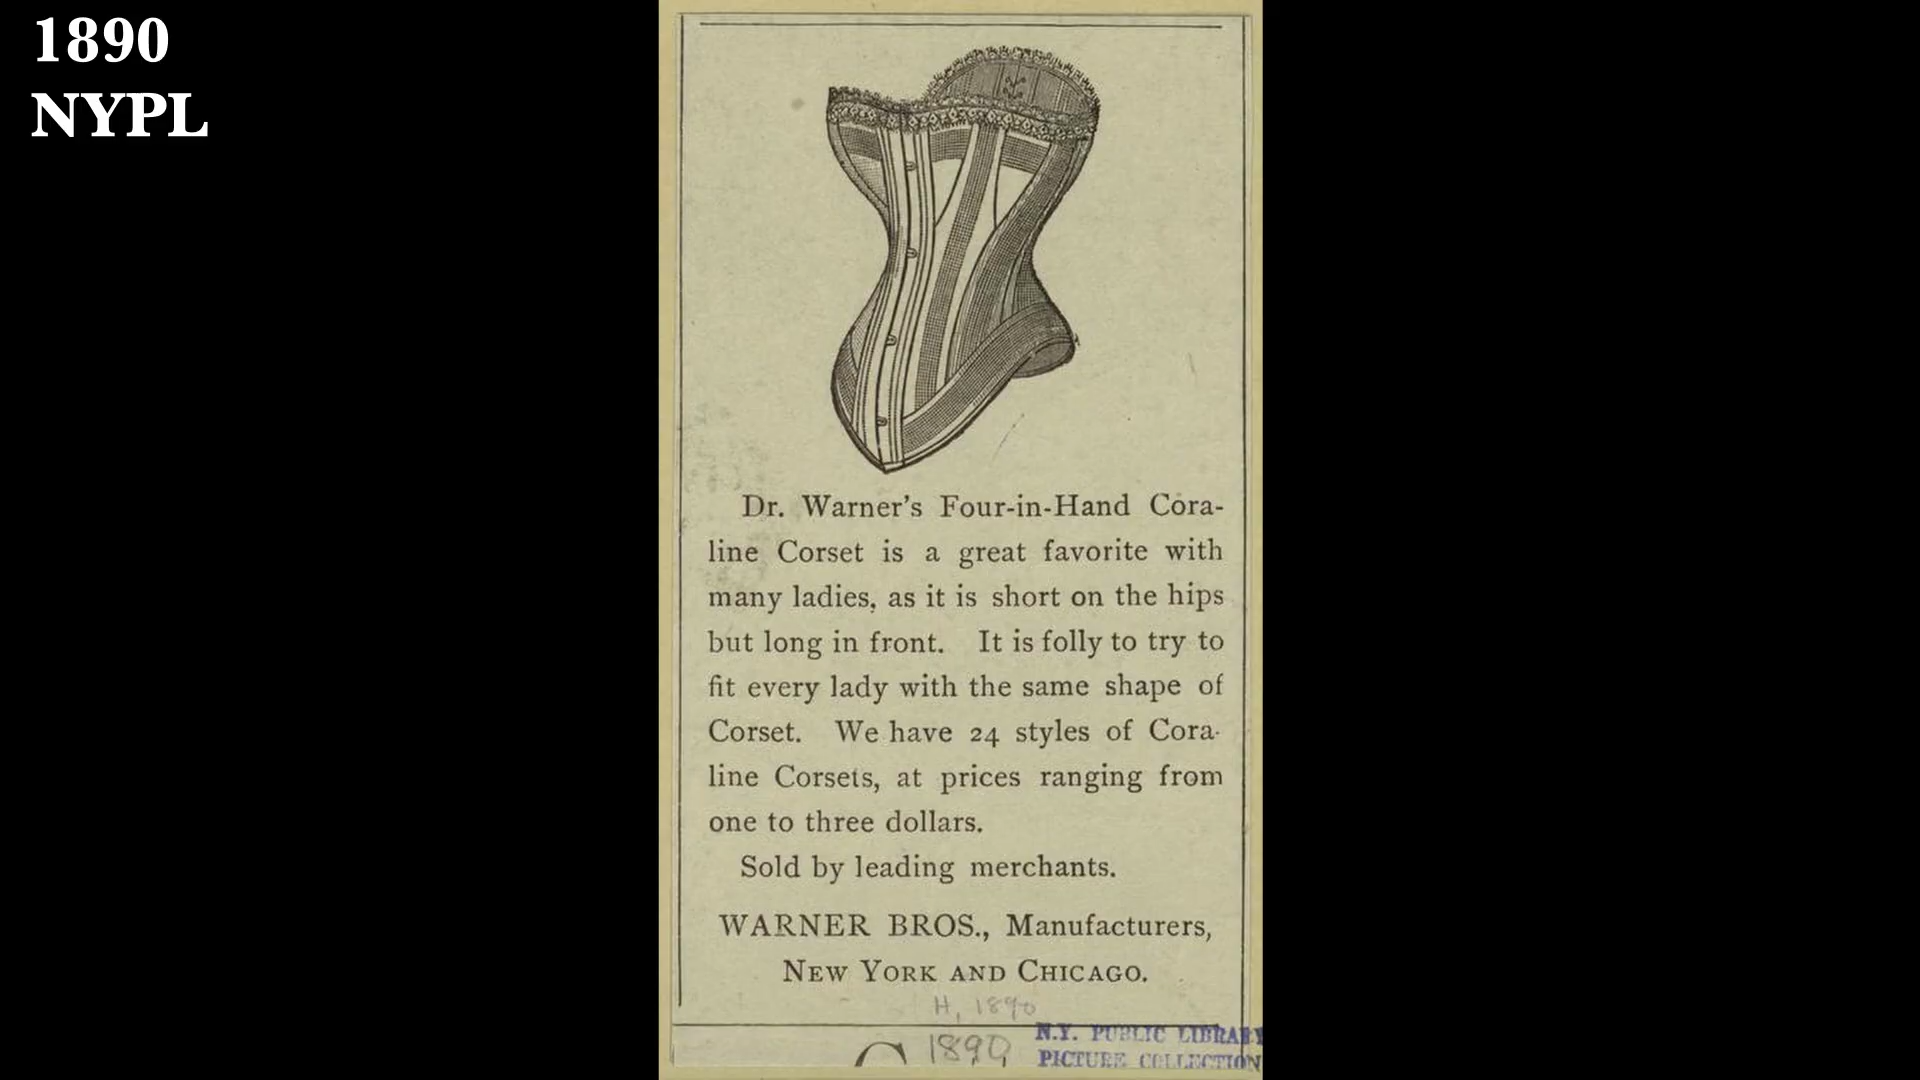 1890
NYPL
Dr. Warner's Four-in-Hand Cora-
line Corset is a great favorite with
many ladies, as it is short on the hips
but long in front. It is folly to try to
fit every lady with the same shape of
Corset. We have 24 styles of Cora-
line Corsets, at prices ranging from
one to three dollars.
Sold by leading merchants.
WARNER BROS., Manufacturers,
NEW YORK AND CHICAGO.
H, 1890
1890
N.Y. PUBLIC LIBRARY
PICTURE COLLECTION